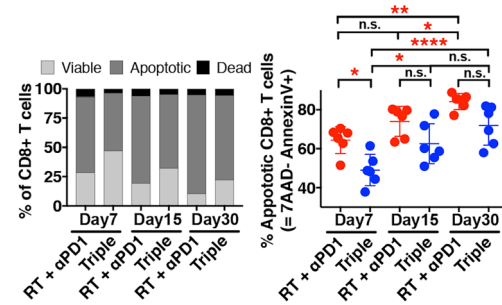 Viable Apoptotic Dead
% of CD8+ T cells
100
75
50
25
0
Day7 Day15 Day30
RT + αPD1
Triple
RT + αPD1
Triple
RT + αPD1
Triple
**
n.s. *
****
* n.s.
* n.s. n.s.
% Appototic CD8+ T cells
(= 7AAD- AnnexinV+)
80
60
40
Day7 Day15 Day30
RT + αPD1
Triple
RT + αPD1
Triple
RT + αPD1
Triple